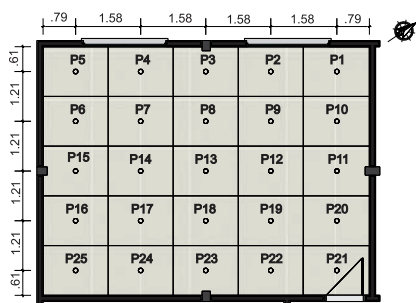 .79 1.58 1.58 1.58 1.58 .79
.61
P5 P4 P3 P2 P1
1.21
P6 P7 P8 P9 P10
1.21
P15 P14 P13 P12 P11
1.21
P16 P17 P18 P19 P20
1.21
P25 P24 P23 P22 P21
.61